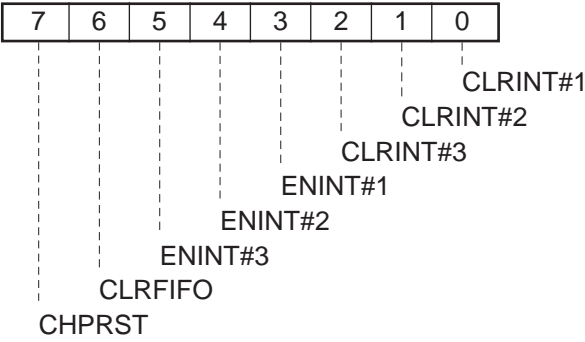 7 6 5 4 3 2 1 0
CLRINT#1
CLRINT#2
CLRINT#3
ENINT#1
ENINT#2
ENINT#3
CLRFIFO
CHPRST